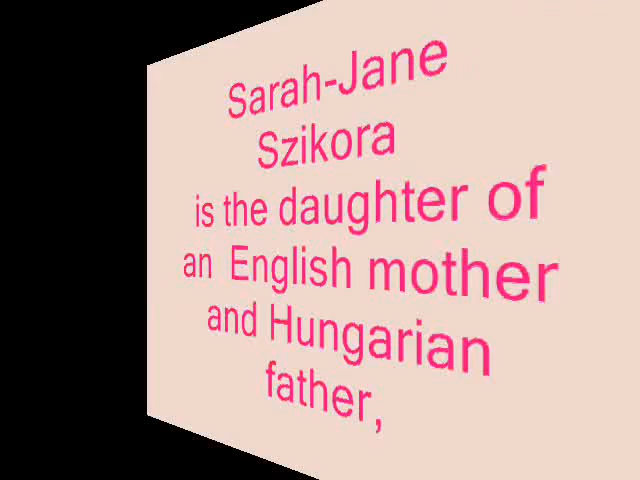 Sarah-Jane
Szikora
is the daughter of
an English mother
and Hungarian
father,